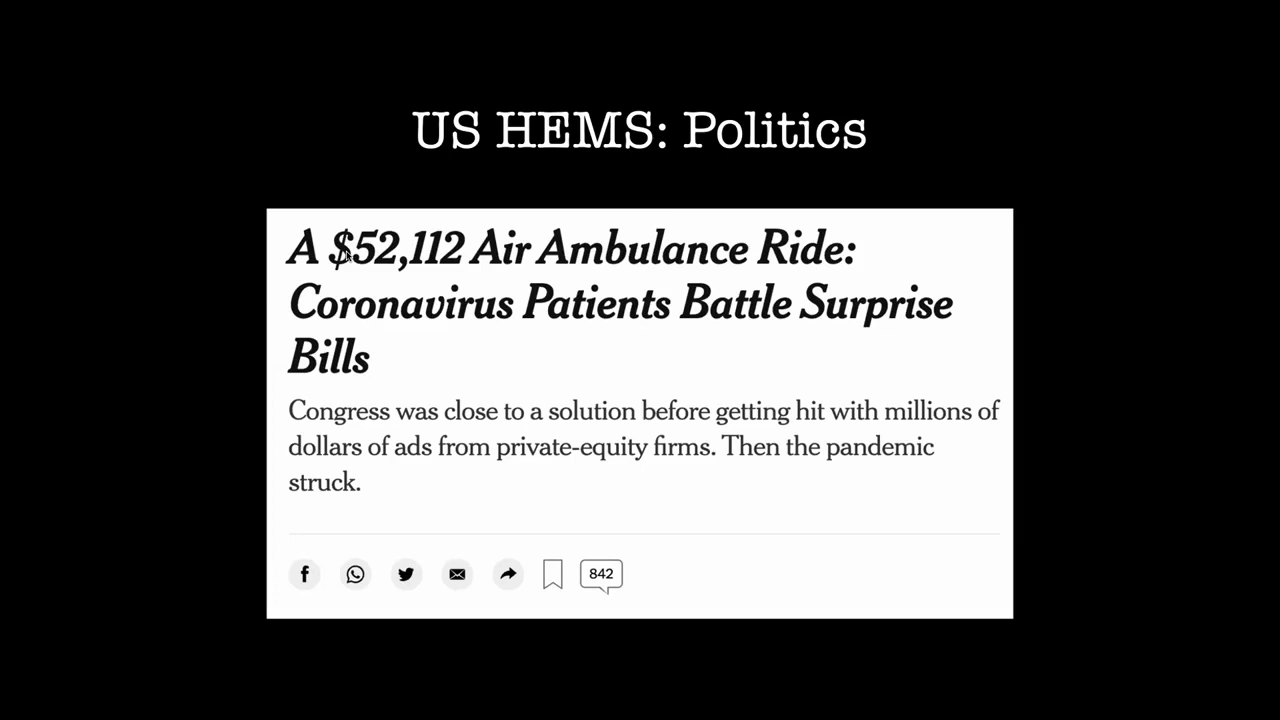 US HEMS: Politics
A $52,112 Air Ambulance Ride:
Coronavirus Patients Battle Surprise
Bills
Congress was close to a solution before getting hit with millions of
dollars of ads from private-equity firms. Then the pandemic
struck.
842